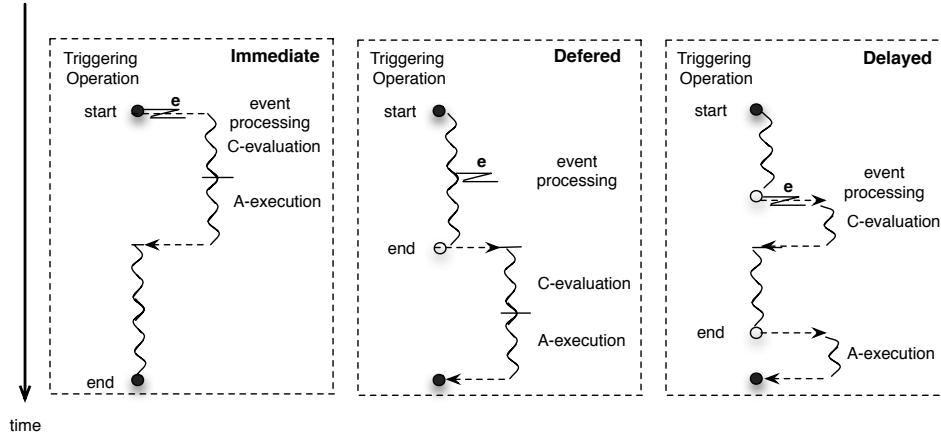 Triggering
Operation
Immediate
start
e
event
processing
C-evaluation
A-execution
end
Triggering
Operation
Defered
start
e
event
processing
end
C-evaluation
A-execution
Triggering
Operation
Delayed
start
e
event
processing
C-evaluation
end
A-execution
time